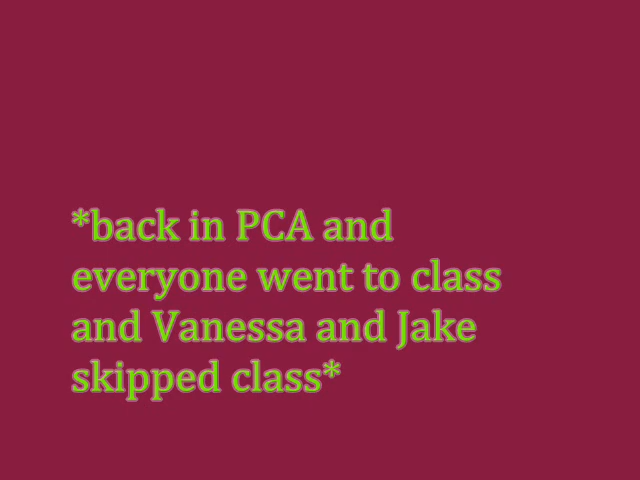 *back in PCA and
everyone went to class
and Vanessa and Jake
skipped class*